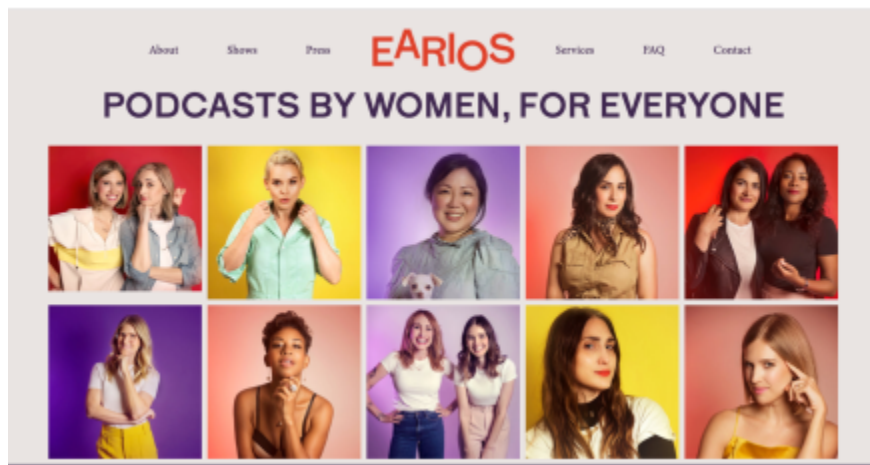 About Shows Press EARIOS Services FAQ Contact
PODCASTS BY WOMEN, FOR EVERYONE